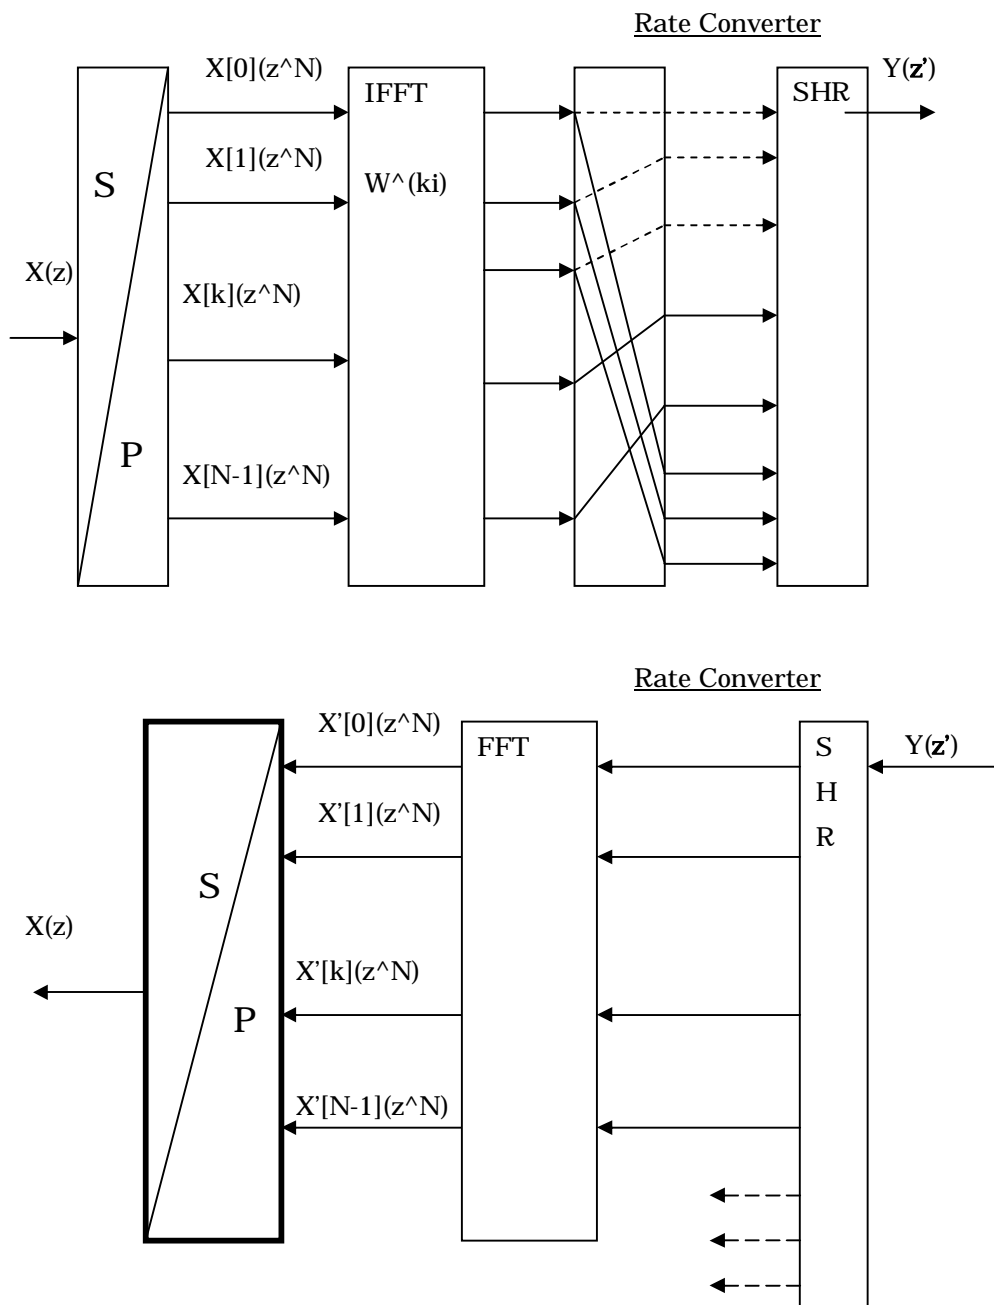 Rate Converter
X[0](z^N)
IFFT
SHR
Y(z')
X[1](z^N)
W^(ki)
S
X(z)
X[k](z^N)
P
X[N-1](z^N)
Rate Converter
X'[0](z^N)
FFT
S
H
R
Y(z')
X'[1](z^N)
S
X(z)
X'[k](z^N)
P
X'[N-1](z^N)